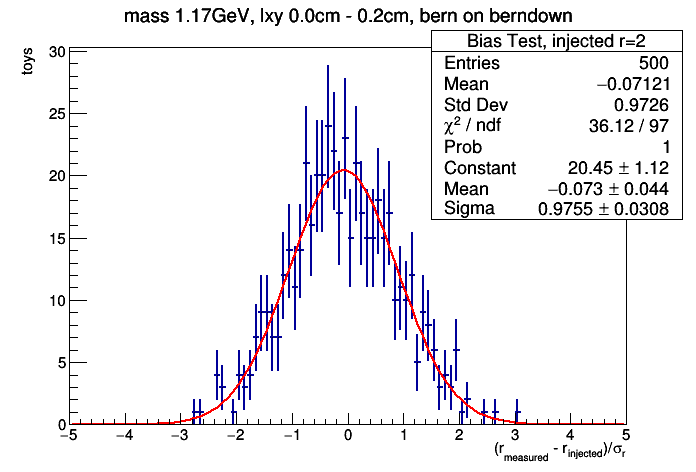 mass 1.17GeV, lxy 0.0cm - 0.2cm, bern on berndown
Bias Test, injected r=2
Entries 500
Mean −0.07121
Std Dev 0.9726
χ² / ndf 36.12 / 97
Prob 1
Constant 20.45 ± 1.12
Mean −0.073 ± 0.044
Sigma 0.9755 ± 0.0308
toys
30
25
20
15
10
5
0
−5 −4 −3 −2 −1 0 1 2 3 4 5
(r_measured - r_injected)/σ_r